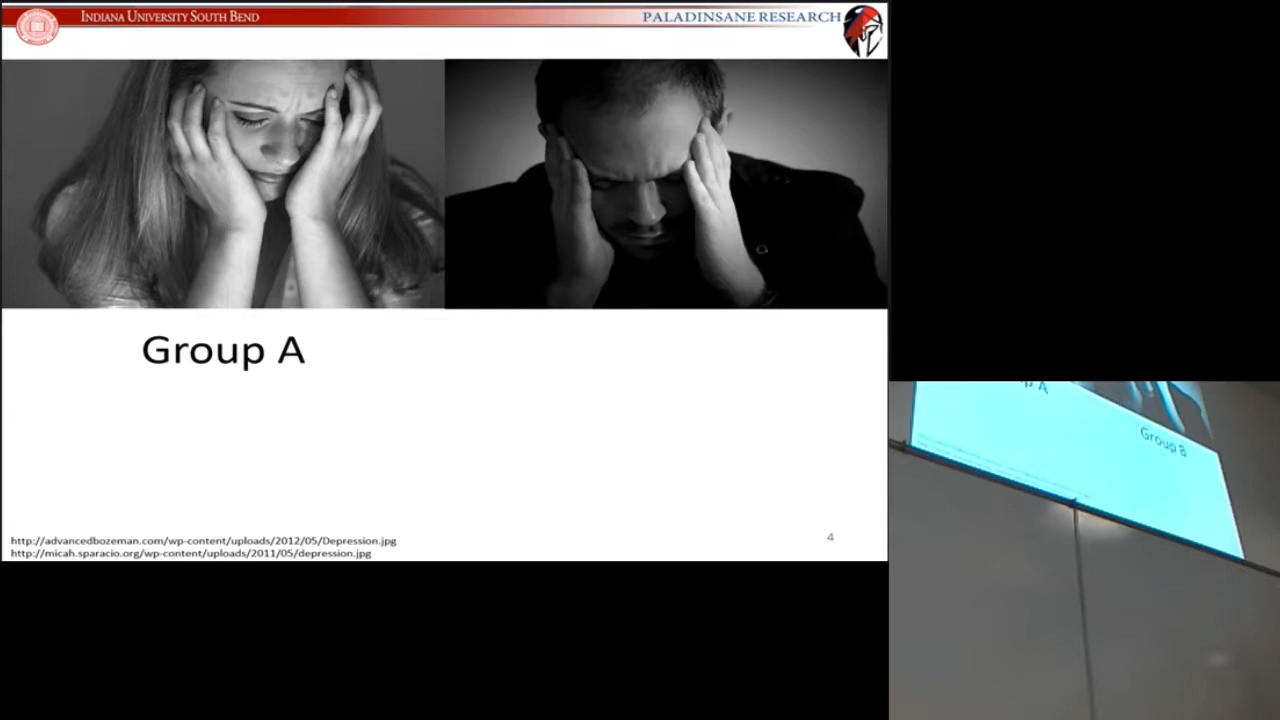 INDIANA UNIVERSITY SOUTH BEND
PALADINSANE RESEARCH
Group A
http://advancedbozeman.com/wp-content/uploads/2012/05/Depression.jpg
http://micah.sparacio.org/wp-content/uploads/2011/05/depression.jpg
4
p A
Group B